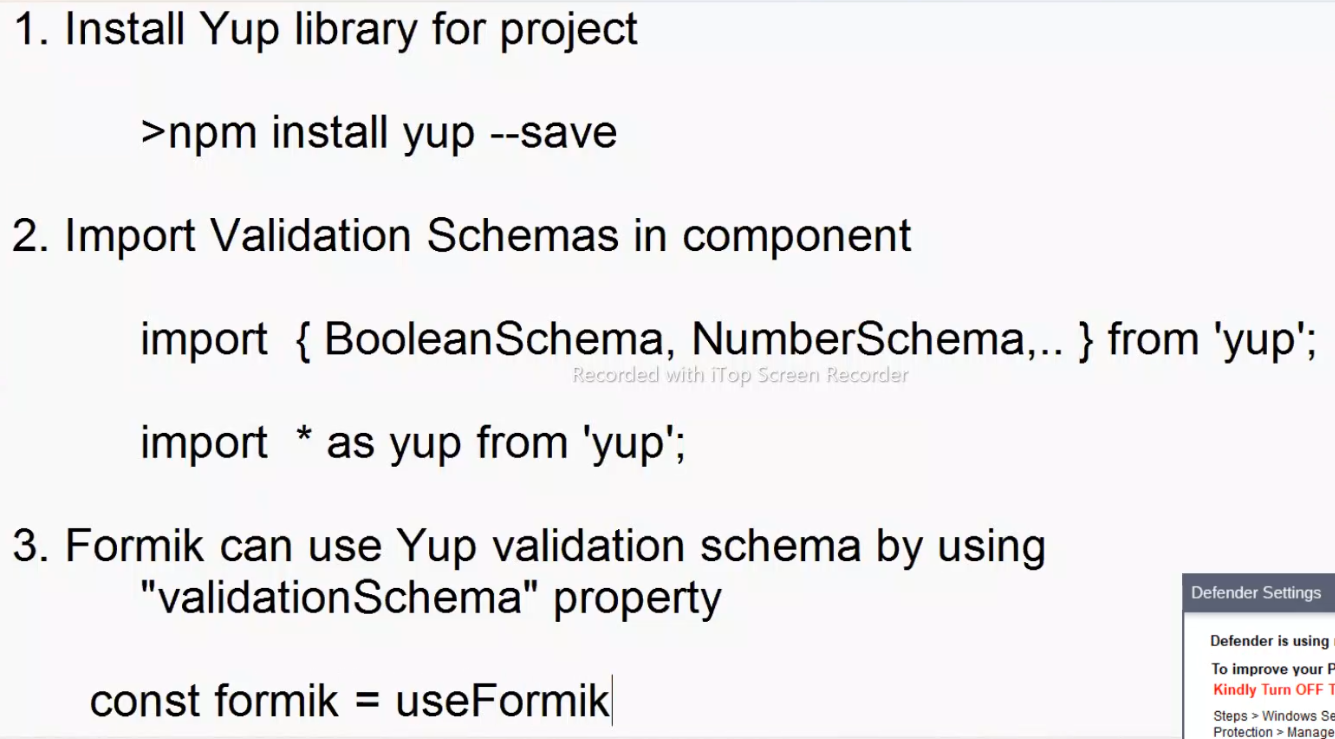 1. Install Yup library for project
>npm install yup --save
2. Import Validation Schemas in component
import { BooleanSchema, NumberSchema,.. } from 'yup';
Recorded with iTop Screen Recorder
import * as yup from 'yup';
3. Formik can use Yup validation schema by using
"validationSchema" property
const formik = useFormik
Defender Settings
Defender is using
To improve your
Kindly Turn OFF
Steps > Windows
Protection > Manage